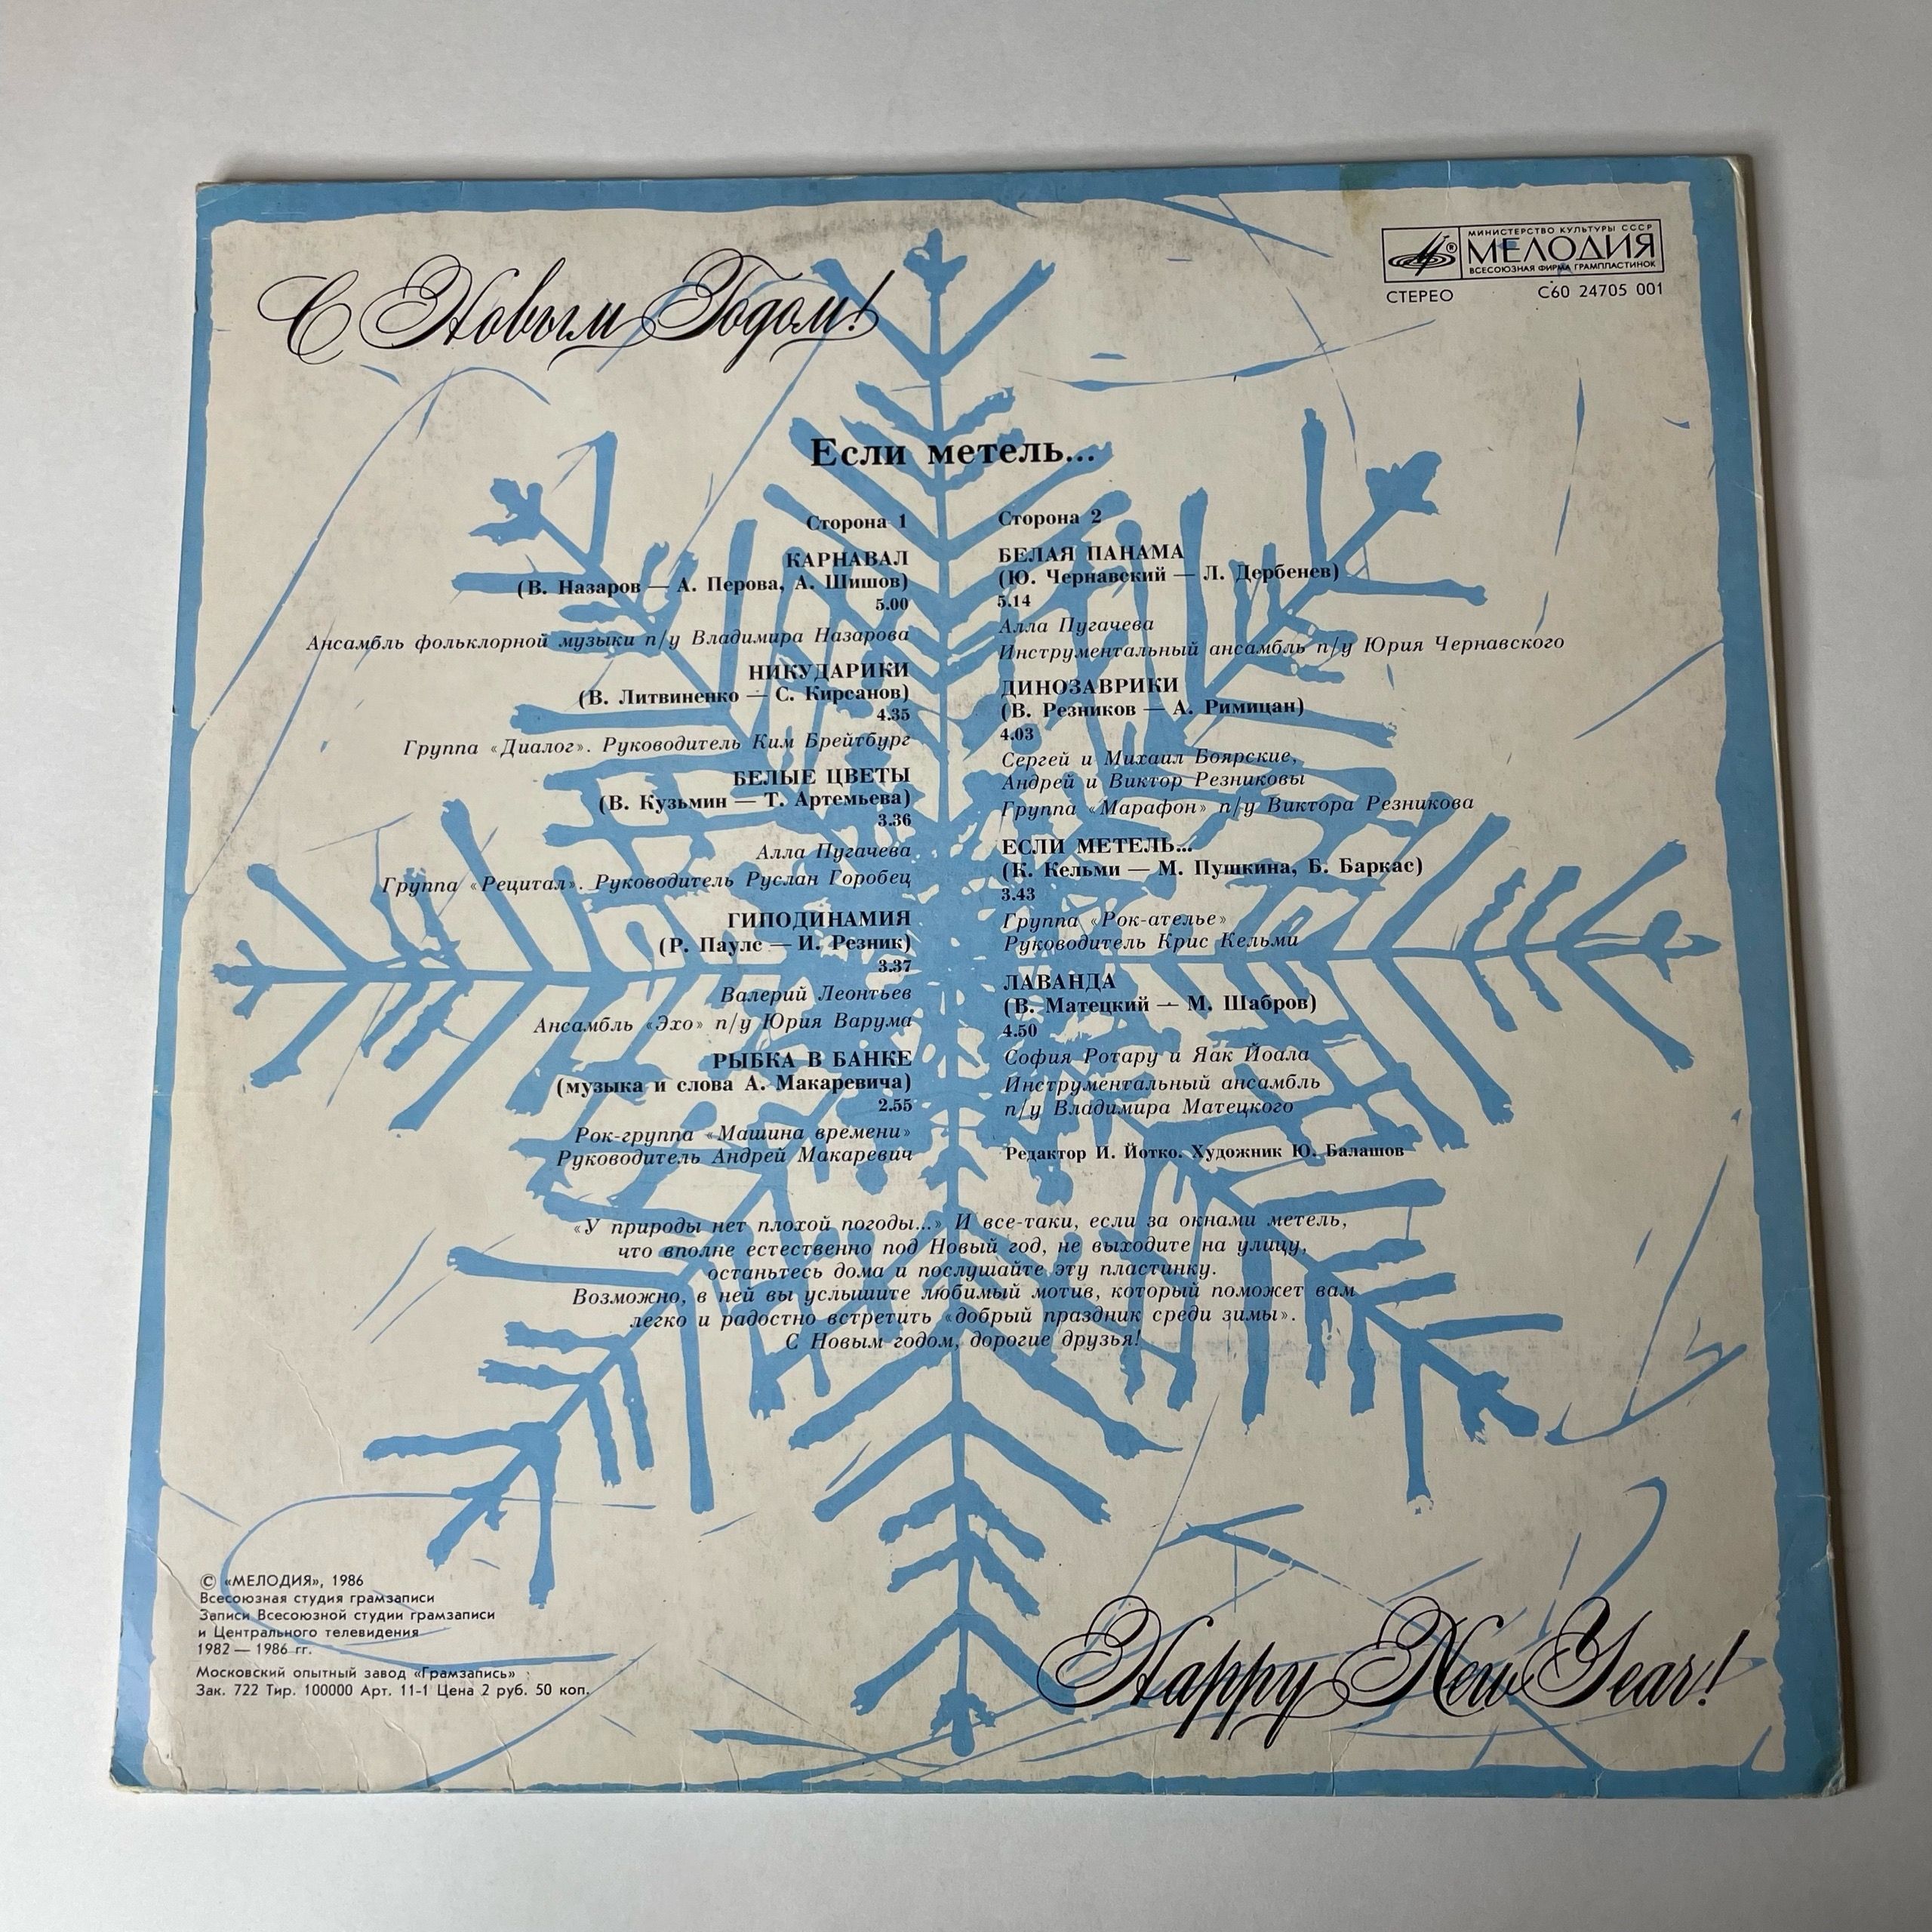 С Новым Годом!
МИНИСТЕРСТВО КУЛЬТУРЫ СССР
МЕЛОДИЯ
ВСЕСОЮЗНАЯ ФИРМА ГРАМПЛАСТИНОК
СТЕРЕО С60 24705 001
Если метель...
Сторона 1
КАРНАВАЛ
(В. Назаров — А. Перова, А. Шишов)
5.00
Ансамбль фольклорной музыки п/у Владимира Назарова
НИКУДАРИКИ
(В. Литвиненко — С. Кирсанов)
4.35
Группа «Диалог». Руководитель Ким Брейтбург
БЕЛЫЕ ЦВЕТЫ
(В. Кузьмин — Т. Артемьева)
3.36
Алла Пугачева
Группа «Рецитал». Руководитель Руслан Горобец
ГИПОДИНАМИЯ
(Р. Паулс — И. Резник)
3.37
Валерий Леонтьев
Ансамбль «Эхо» п/у Юрия Варума
РЫБКА В БАНКЕ
(музыка и слова А. Макаревича)
2.55
Рок-группа «Машина времени»
Руководитель Андрей Макаревич
Сторона 2
БЕЛАЯ ПАНАМА
(Ю. Чернавский — Л. Дербенев)
5.14
Алла Пугачева
Инструментальный ансамбль п/у Юрия Чернавского
ДИНОЗАВРИКИ
(В. Резников — А. Римицан)
4.03
Сергей и Михаил Боярские,
Андрей и Виктор Резниковы
Группа «Марафон» п/у Виктора Резникова
ЕСЛИ МЕТЕЛЬ...
(К. Кельми — М. Пушкина, Б. Баркас)
3.43
Группа «Рок-ателье»
Руководитель Крис Кельми
ЛАВАНДА
(В. Матецкий — М. Шабров)
4.50
София Ротару и Яак Йоала
Инструментальный ансамбль
п/у Владимира Матецкого
Редактор И. Йотко. Художник Ю. Балашов
«У природы нет плохой погоды...» И все-таки, если за окнами метель,
что вполне естественно под Новый год, не выходите на улицу,
останьтесь дома и послушайте эту пластинку.
Возможно, в ней вы услышите любимый мотив, который поможет вам
легко и радостно встретить «добрый праздник среди зимы».
С Новым годом, дорогие друзья!
© «МЕЛОДИЯ», 1986
Всесоюзная студия грамзаписи
Записи Всесоюзной студии грамзаписи
и Центрального телевидения
1982 — 1986 гг.
Московский опытный завод «Грамзапись»
Зак. 722 Тир. 100000 Арт. 11-1 Цена 2 руб. 50 коп.
Happy New Year!